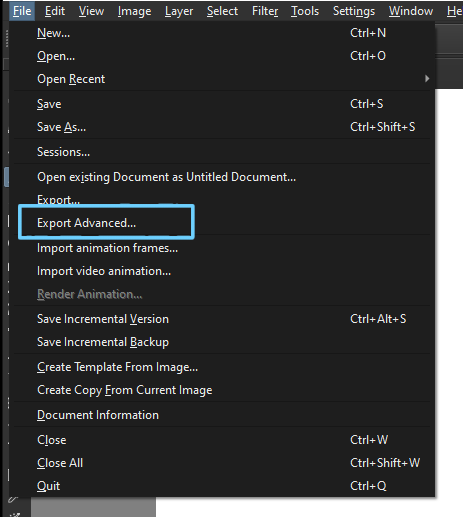 File Edit View Image Layer Select Filter Tools Settings Window He
New... Ctrl+N
Open... Ctrl+O
Open Recent
Save Ctrl+S
Save As... Ctrl+Shift+S
Sessions...
Open existing Document as Untitled Document...
Export...
Export Advanced...
Import animation frames...
Import video animation...
Render Animation...
Save Incremental Version Ctrl+Alt+S
Save Incremental Backup
Create Template From Image...
Create Copy From Current Image
Document Information
Close Ctrl+W
Close All Ctrl+Shift+W
Quit Ctrl+Q